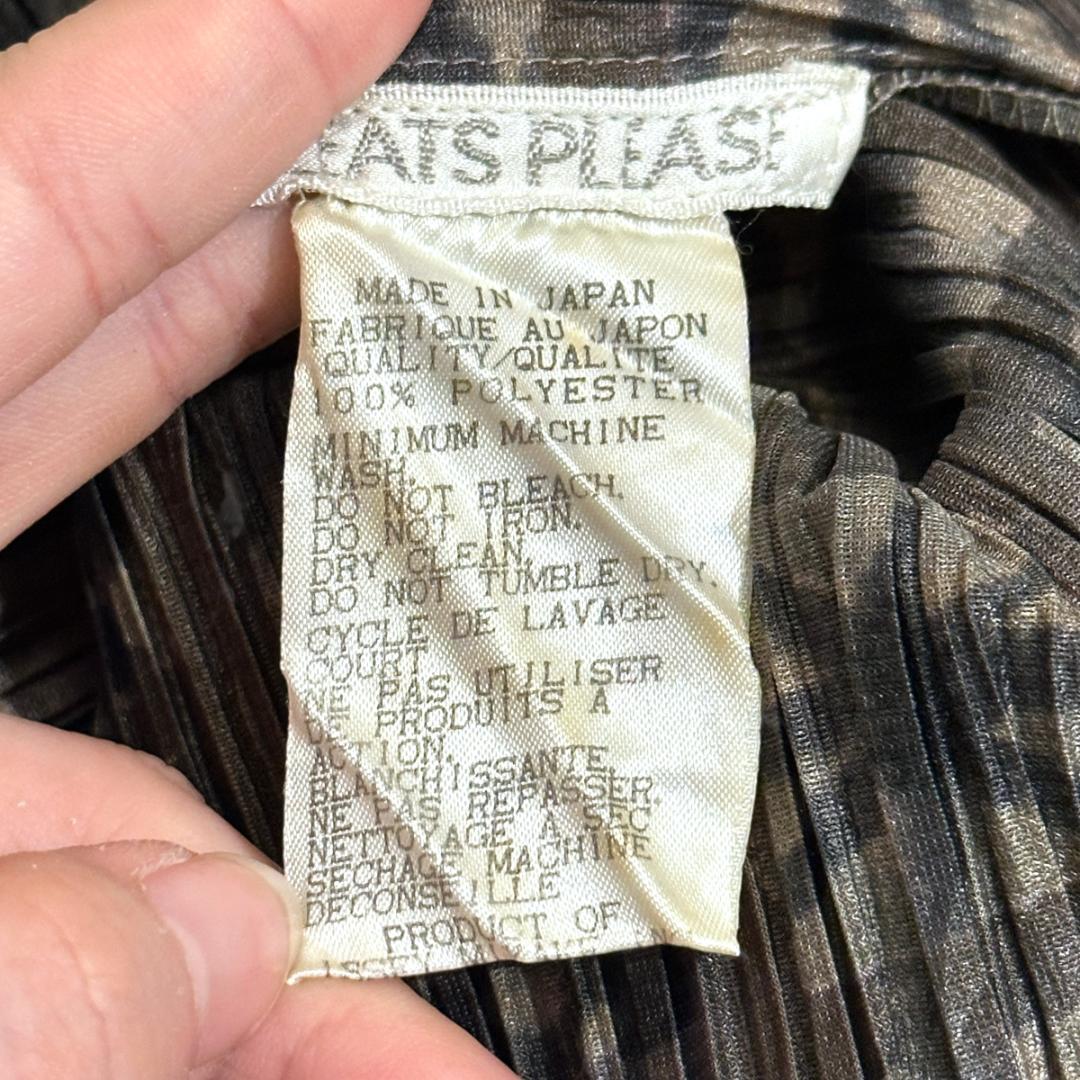 EATS PLEASE
MADE IN JAPAN
FABRIQUE AU JAPON
QUALITY/QUALITE
100% POLYESTER
MINIMUM MACHINE
WASH.
DO NOT BLEACH.
DO NOT IRON.
DRY CLEAN.
DO NOT TUMBLE DRY.
CYCLE DE LAVAGE
COURT.
NE PAS UTILISER
DE PRODUITS A
ACTION.
BLANCHISSANTE
NE PAS REPASSER.
NETTOYAGE A SEC
SECHAGE MACHINE
DECONSEILLE
PRODUCT OF